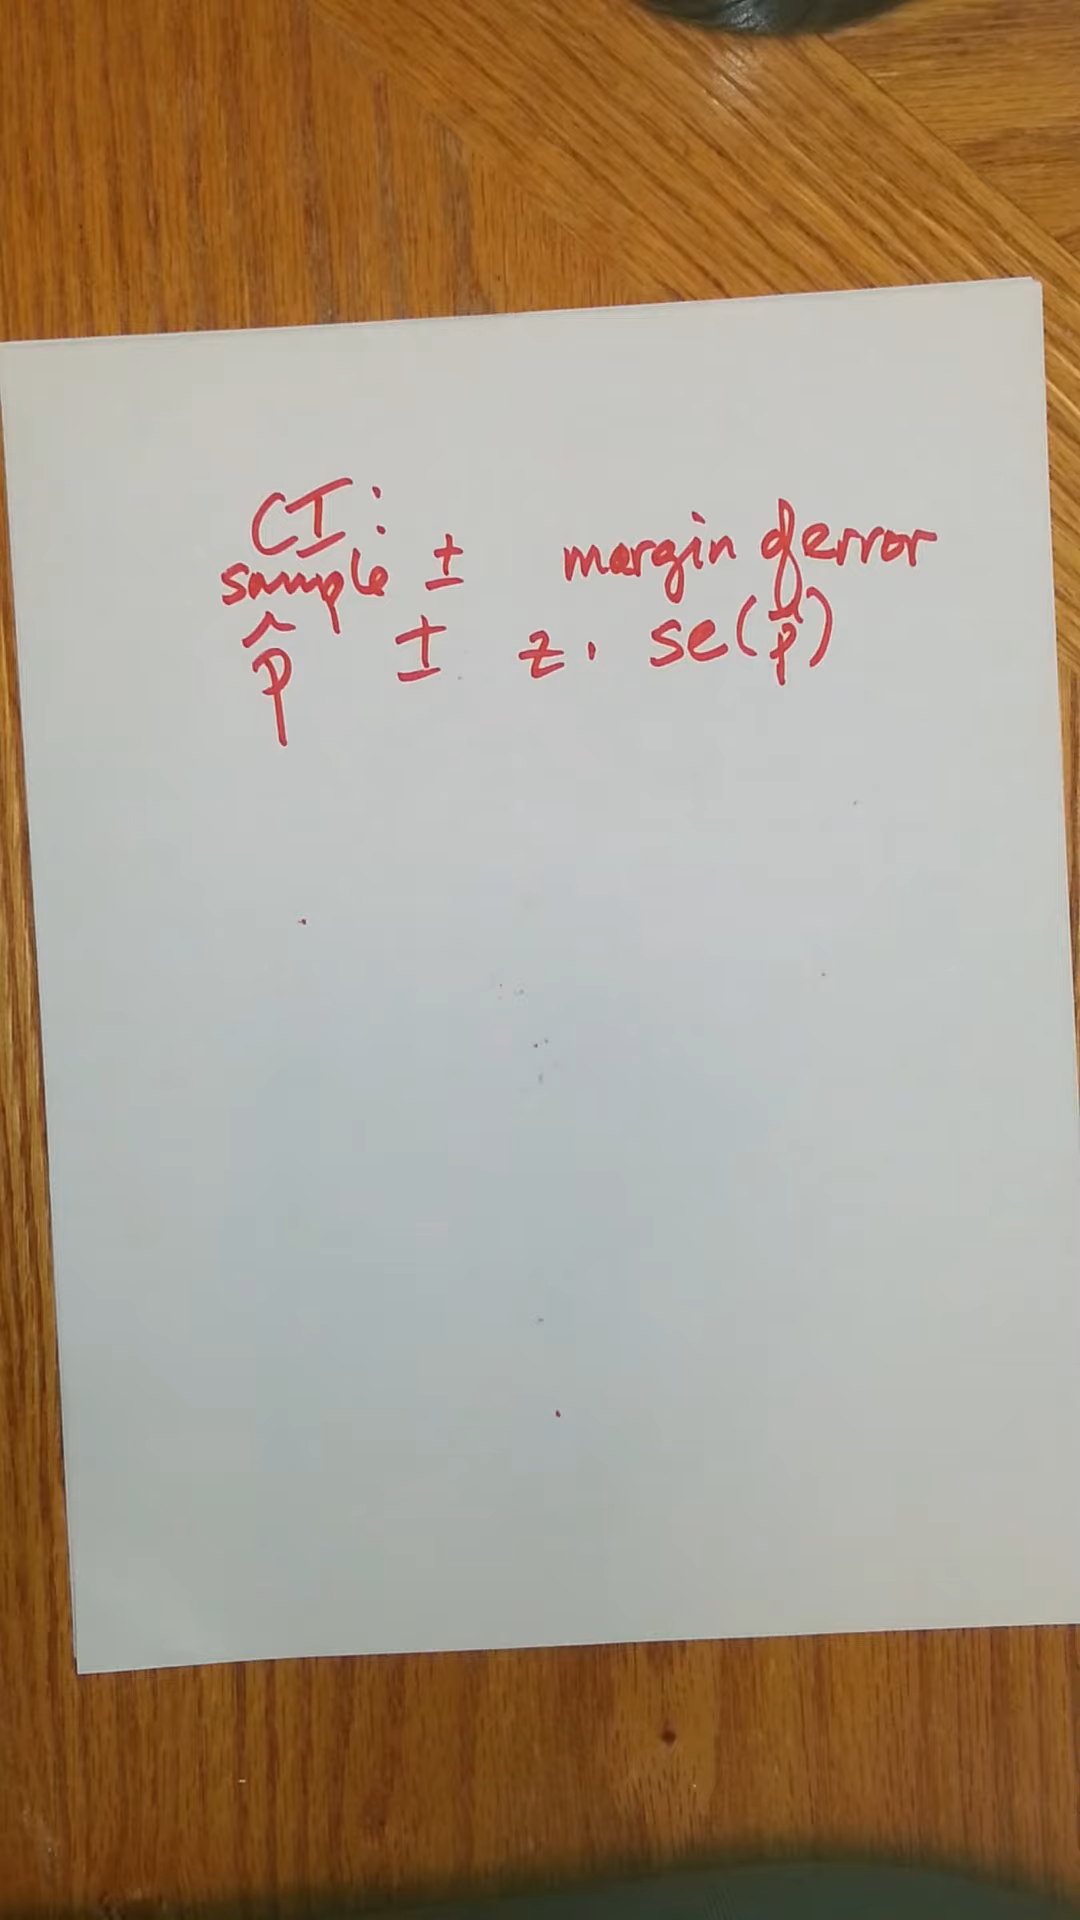 CI:
sample ± margin of error
p̂ ± z. se(p̂)